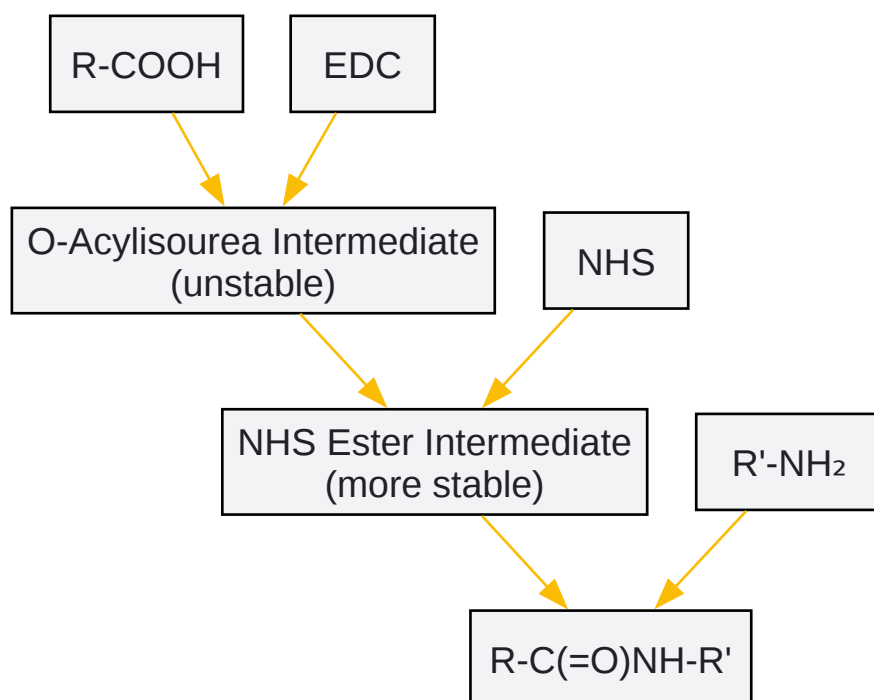 R-COOH
EDC
O-Acylisourea Intermediate
(unstable)
NHS
NHS Ester Intermediate
(more stable)
R'-NH₂
R-C(=O)NH-R'